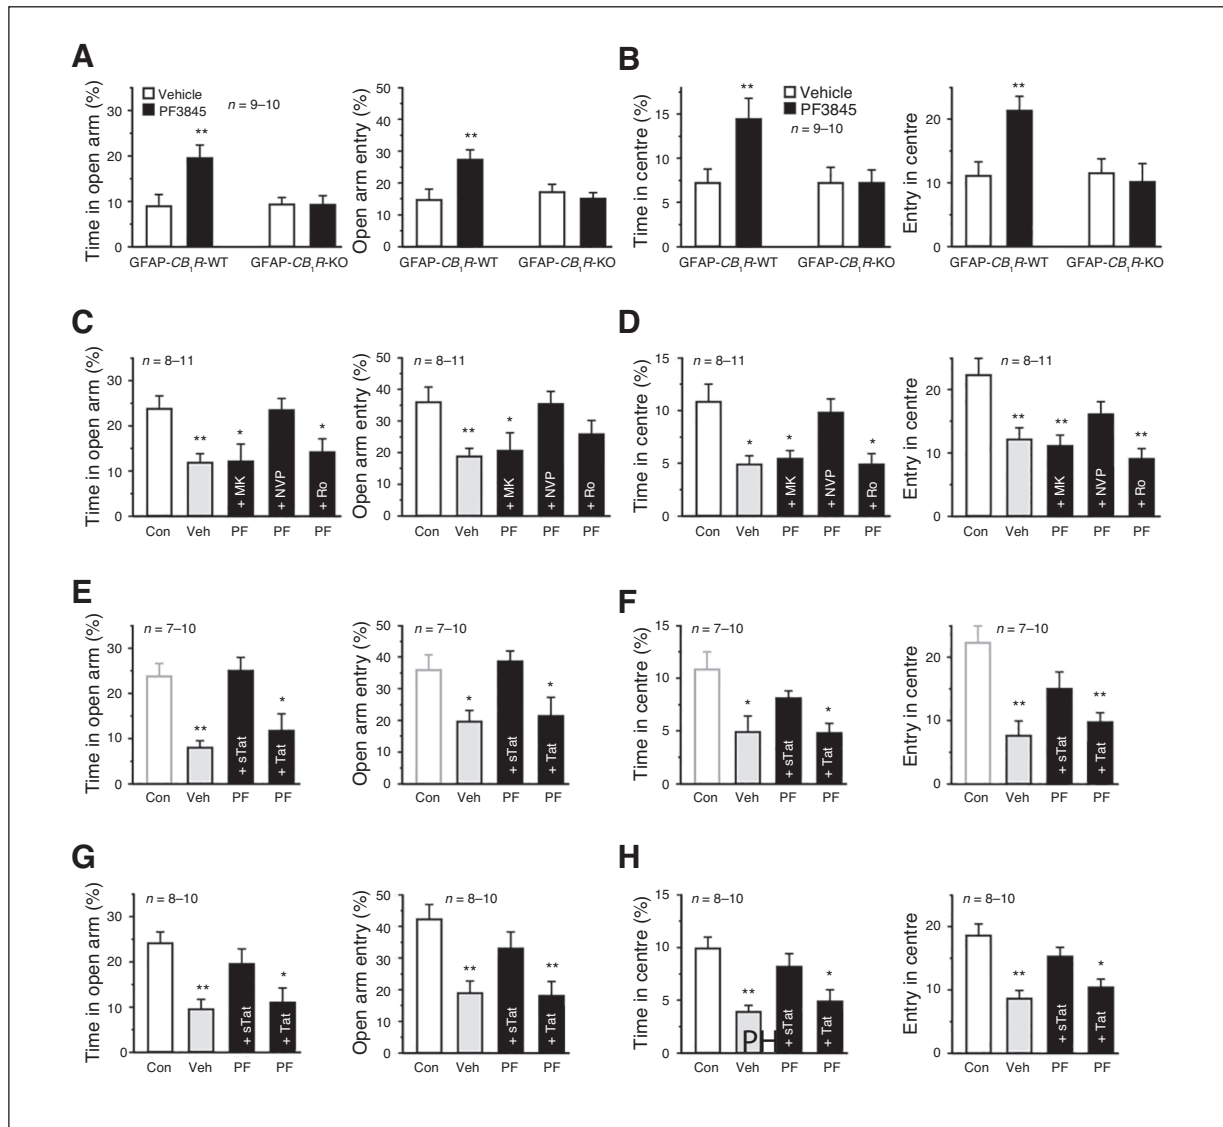 A
Time in open arm (%)
30
20
10
0
Vehicle
PF3845
n = 9–10
**
GFAP-CB1R-WT
GFAP-CB1R-KO
Open arm entry (%)
50
40
30
20
10
0
**
GFAP-CB1R-WT
GFAP-CB1R-KO
B
Time in centre (%)
15
10
5
0
Vehicle
PF3845
n = 9–10
**
GFAP-CB1R-WT
GFAP-CB1R-KO
Entry in centre
20
10
0
**
GFAP-CB1R-WT
GFAP-CB1R-KO
C
Time in open arm (%)
30
20
10
0
n = 8–11
** * *
+ MK + NVP + Ro
Con Veh PF PF PF
Open arm entry (%)
50
40
30
20
10
0
n = 8–11
** *
+ MK + NVP + Ro
Con Veh PF PF PF
D
Time in centre (%)
15
10
5
0
n = 8–11
* * *
+ MK + NVP + Ro
Con Veh PF PF PF
Entry in centre
20
10
0
n = 8–11
** ** **
+ MK + NVP + Ro
Con Veh PF PF PF
E
Time in open arm (%)
30
20
10
0
n = 7–10
** *
+ sTat + Tat
Con Veh PF PF
Open arm entry (%)
50
40
30
20
10
0
n = 7–10
* *
+ sTat + Tat
Con Veh PF PF
F
Time in centre (%)
15
10
5
0
n = 7–10
* *
+ sTat + Tat
Con Veh PF PF
Entry in centre
20
10
0
n = 7–10
** **
+ sTat + Tat
Con Veh PF PF
G
Time in open arm (%)
30
20
10
0
n = 8–10
** *
+ sTat + Tat
Con Veh PF PF
Open arm entry (%)
50
40
30
20
10
0
n = 8–10
** **
+ sTat + Tat
Con Veh PF PF
H
Time in centre (%)
15
10
5
0
n = 8–10
** *
+ sTat + Tat
Con Veh PF PF
Entry in centre
20
10
0
n = 8–10
** *
+ sTat + Tat
Con Veh PF PF